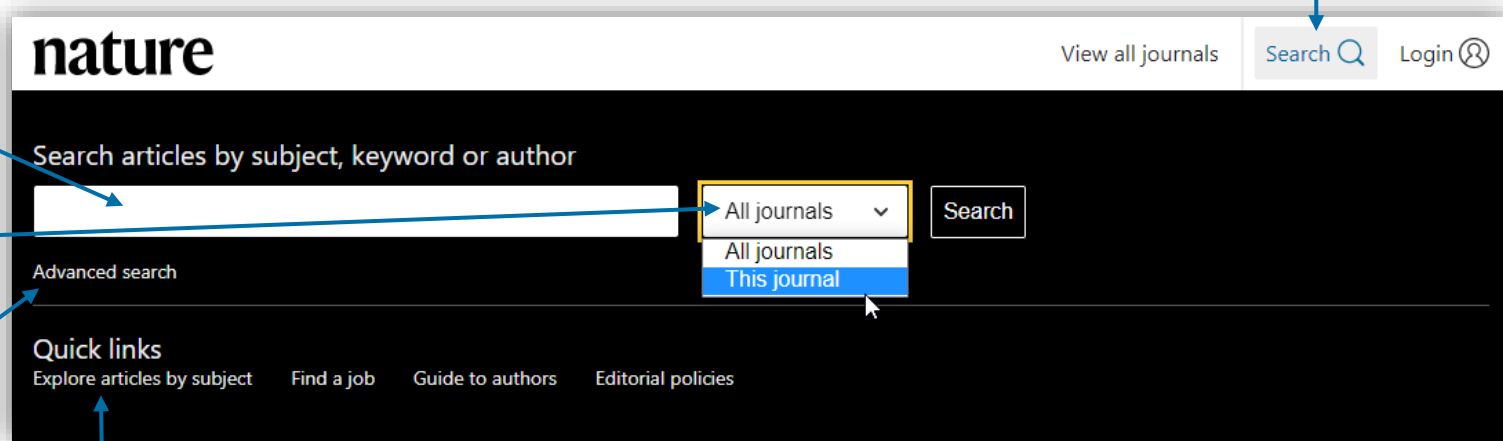 nature
View all journals Search Login
Search articles by subject, keyword or author
All journals Search
All journals
This journal
Advanced search
Quick links
Explore articles by subject Find a job Guide to authors Editorial policies